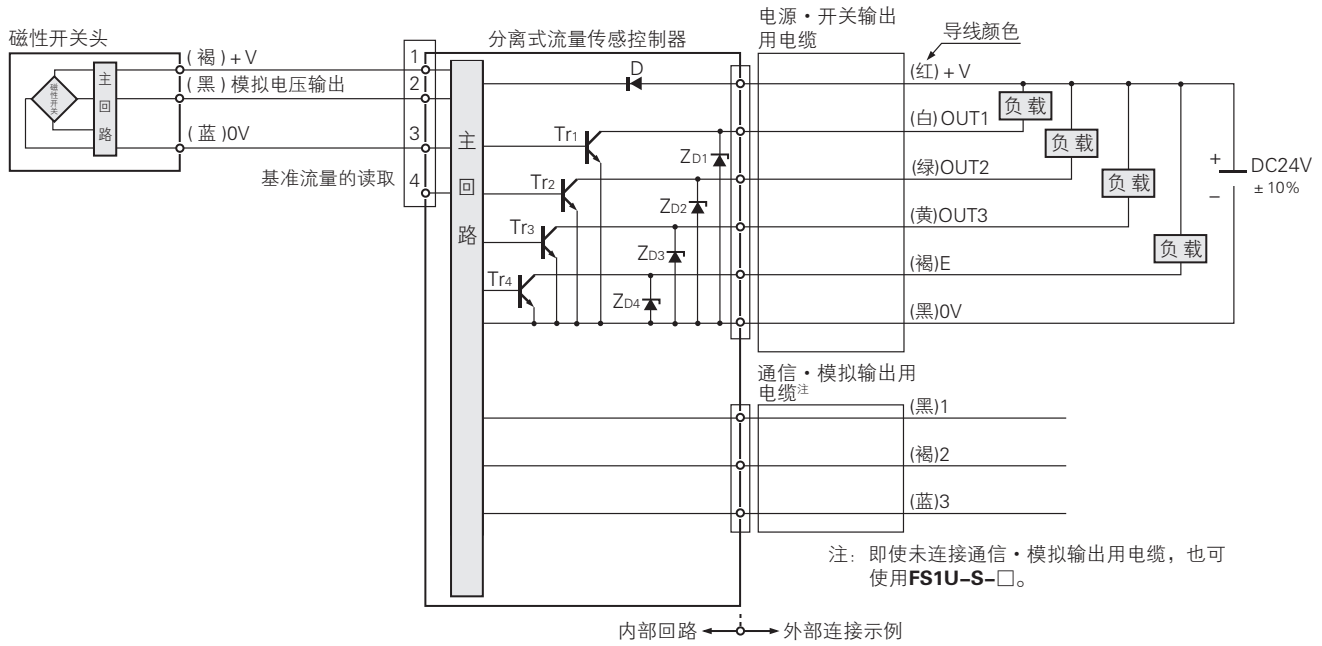 磁性开关头
磁性开关
主回路
(褐)+V
(黑)模拟电压输出
(蓝)0V
基准流量的读取
1
2
3
4
分离式流量传感控制器
主回路
D
Tr1
Tr2
Tr3
Tr4
ZD1
ZD2
ZD3
ZD4
电源·开关输出
用电缆
导线颜色
(红)+V
(白)OUT1
(绿)OUT2
(黄)OUT3
(褐)E
(黑)0V
负载
负载
负载
负载
+
−
DC24V
±10%
通信·模拟输出用
电缆注
(黑)1
(褐)2
(蓝)3
注：即使未连接通信·模拟输出用电缆，也可
使用FS1U−S−□。
内部回路
外部连接示例